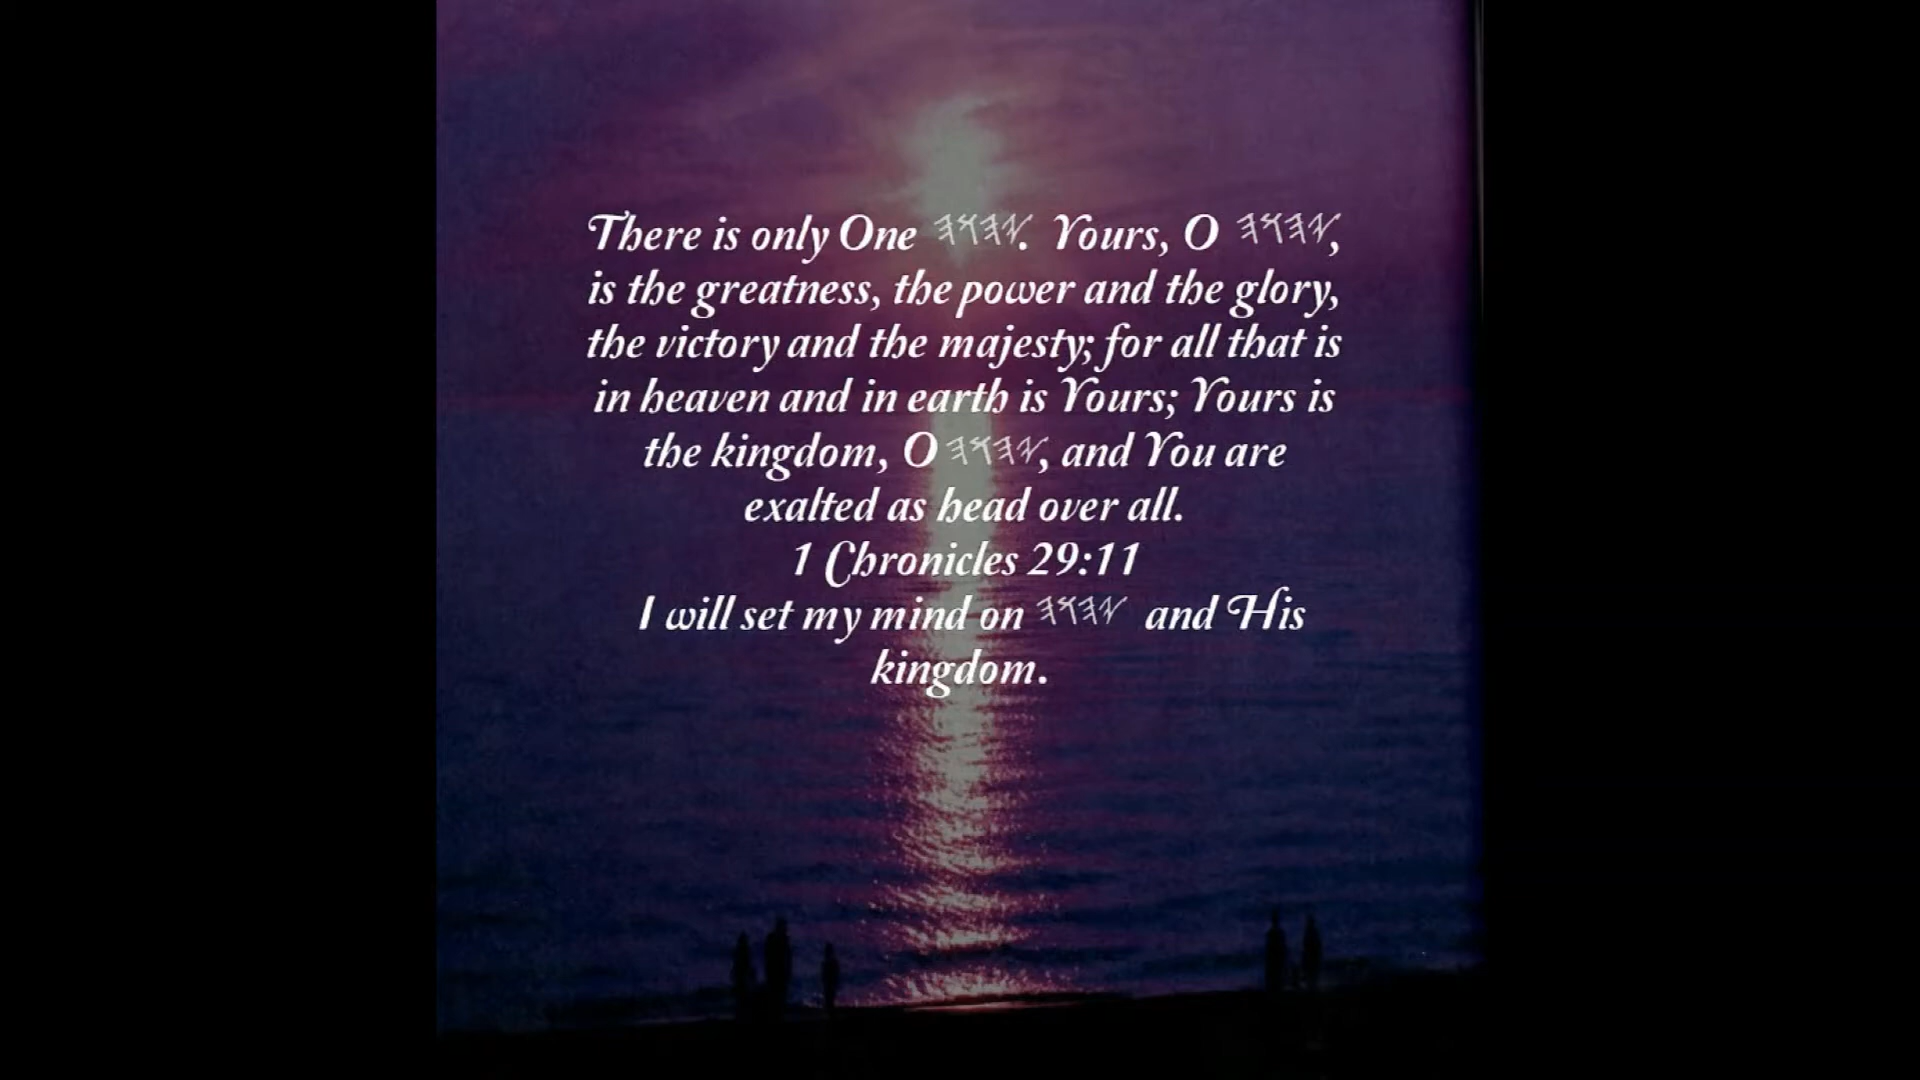 There is only One 𐤉𐤄𐤅𐤄. Yours, O 𐤉𐤄𐤅𐤄,
is the greatness, the power and the glory,
the victory and the majesty; for all that is
in heaven and in earth is Yours; Yours is
the kingdom, O 𐤉𐤄𐤅𐤄, and You are
exalted as head over all.
1 Chronicles 29:11
I will set my mind on 𐤉𐤄𐤅𐤄 and His
kingdom.